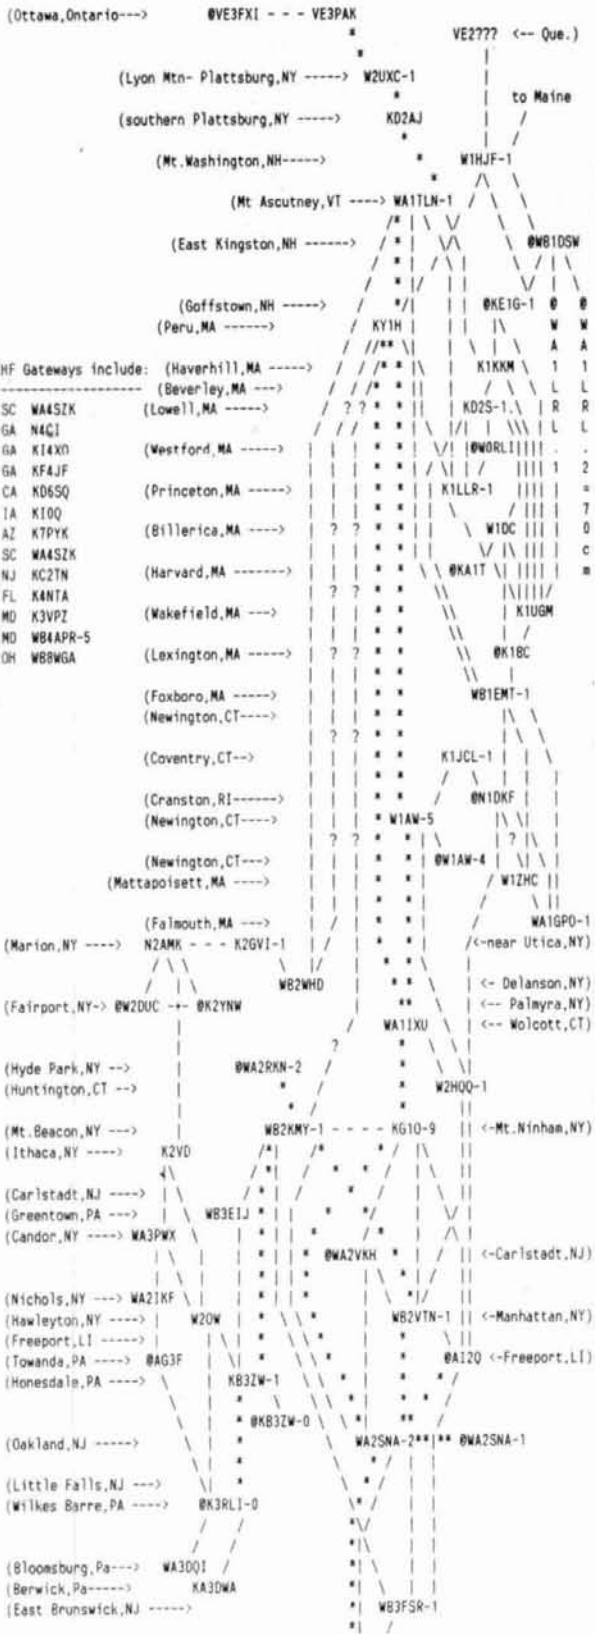 (Ottawa,Ontario---> @VE3FXI - - - VE3PAK
VE2??? <-- Que.)
(Lyon Mtn- Plattsburg,NY -----> W2UXC-1
to Maine
(southern Plattsburg,NY -----> KD2AJ
(Mt.Washington,NH-----> W1HJF-1
(Mt Ascutney,VT ----> WA1TLN-1
(East Kingston,NH ------> @WB1DSW
(Goffstown,NH -----> @KE1G-1 @ @
(Peru,MA ------> KY1H W W
A A
HF Gateways include: (Haverhill,MA -----> K1KKM 1 1
------------------ (Beverley,MA ---> L L
SC WA4SZK (Lowell,MA -----> KD2S-1. R R
GA N4CI L L
GA KI4XO (Westford,MA -----> @W0RLI . .
GA KF4JF 1 2
CA KD6SQ (Princeton,MA -----> K1LLR-1 =
IA KI0Q 7
AZ K7PYK (Billerica,MA ----> ? ? W1DC 0
SC WA4SZK c
NJ KC2TN (Harvard,MA -------> @KA1T m
FL K4NTA ? ?
MD K3VPZ (Wakefield,MA ---> K1UGM
MD WB4APR-5
OH WB8WGA (Lexington,MA -----> ? ? @K1BC
(Foxboro,MA -----> WB1EMT-1
(Newington,CT---->
? ?
(Coventry,CT--> K1JCL-1
(Cranston,RI------> @N1DKF
(Newington,CT----> W1AW-5
? ? ?
(Newington,CT---> @W1AW-4
(Mattapoisett,MA ----> W1ZHC
(Falmouth,MA ----> WA1GPO-1
(Marion,NY ----> N2AMK - - - K2GVI-1 <-near Utica,NY)
WB2WHD <- Delanson,NY)
(Fairport,NY-> @W2DUC -+- @K2YNW <-- Palmyra,NY)
WA1IXU <-- Wolcott,CT)
?
(Hyde Park,NY --> @WA2RKN-2
(Huntington,CT ----> W2HQQ-1
(Mt.Beacon,NY ---> WB2KMY-1 - - - - KG1O-9 <-Mt.Ninham,NY)
(Ithaca,NY ----> K2VD
(Carlstadt,NJ ---->
(Greentown,PA ---> WB3EIJ
(Candor,NY ----> WA3PWX
@WA2VKH <-Carlstadt,NJ)
(Nichols,NY ---> WA2IKF
(Hawleyton,NY ----> W2OW WB2VTN-1 <-Manhattan,NY)
(Freeport,LI ---->
(Towanda,PA ----> @AG3F @AI2Q <-Freeport,LI)
(Honesdale,PA ----> KB3ZW-1
@KB3ZW-0
(Oakland,NJ -----> WA2SNA-2**|** @WA2SNA-1
(Little Falls,NJ --->
(Wilkes Barre,PA ----> @K3RLI-0
(Bloomsburg,Pa---> WA3DQI
(Berwick,Pa-----> KA3DWA
(East Brunswick,NJ -----> WB3FSR-1